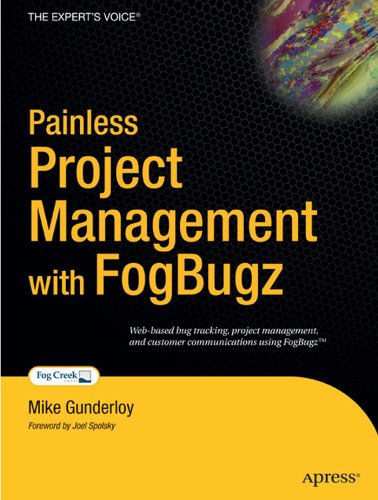 THE EXPERT'S VOICE®
Painless
Project
Management
with FogBugz
Web-based bug tracking, project management,
and customer communications using FogBugz™
Fog Creek
PRESS
Mike Gunderloy
Foreword by Joel Spolsky
Apress®